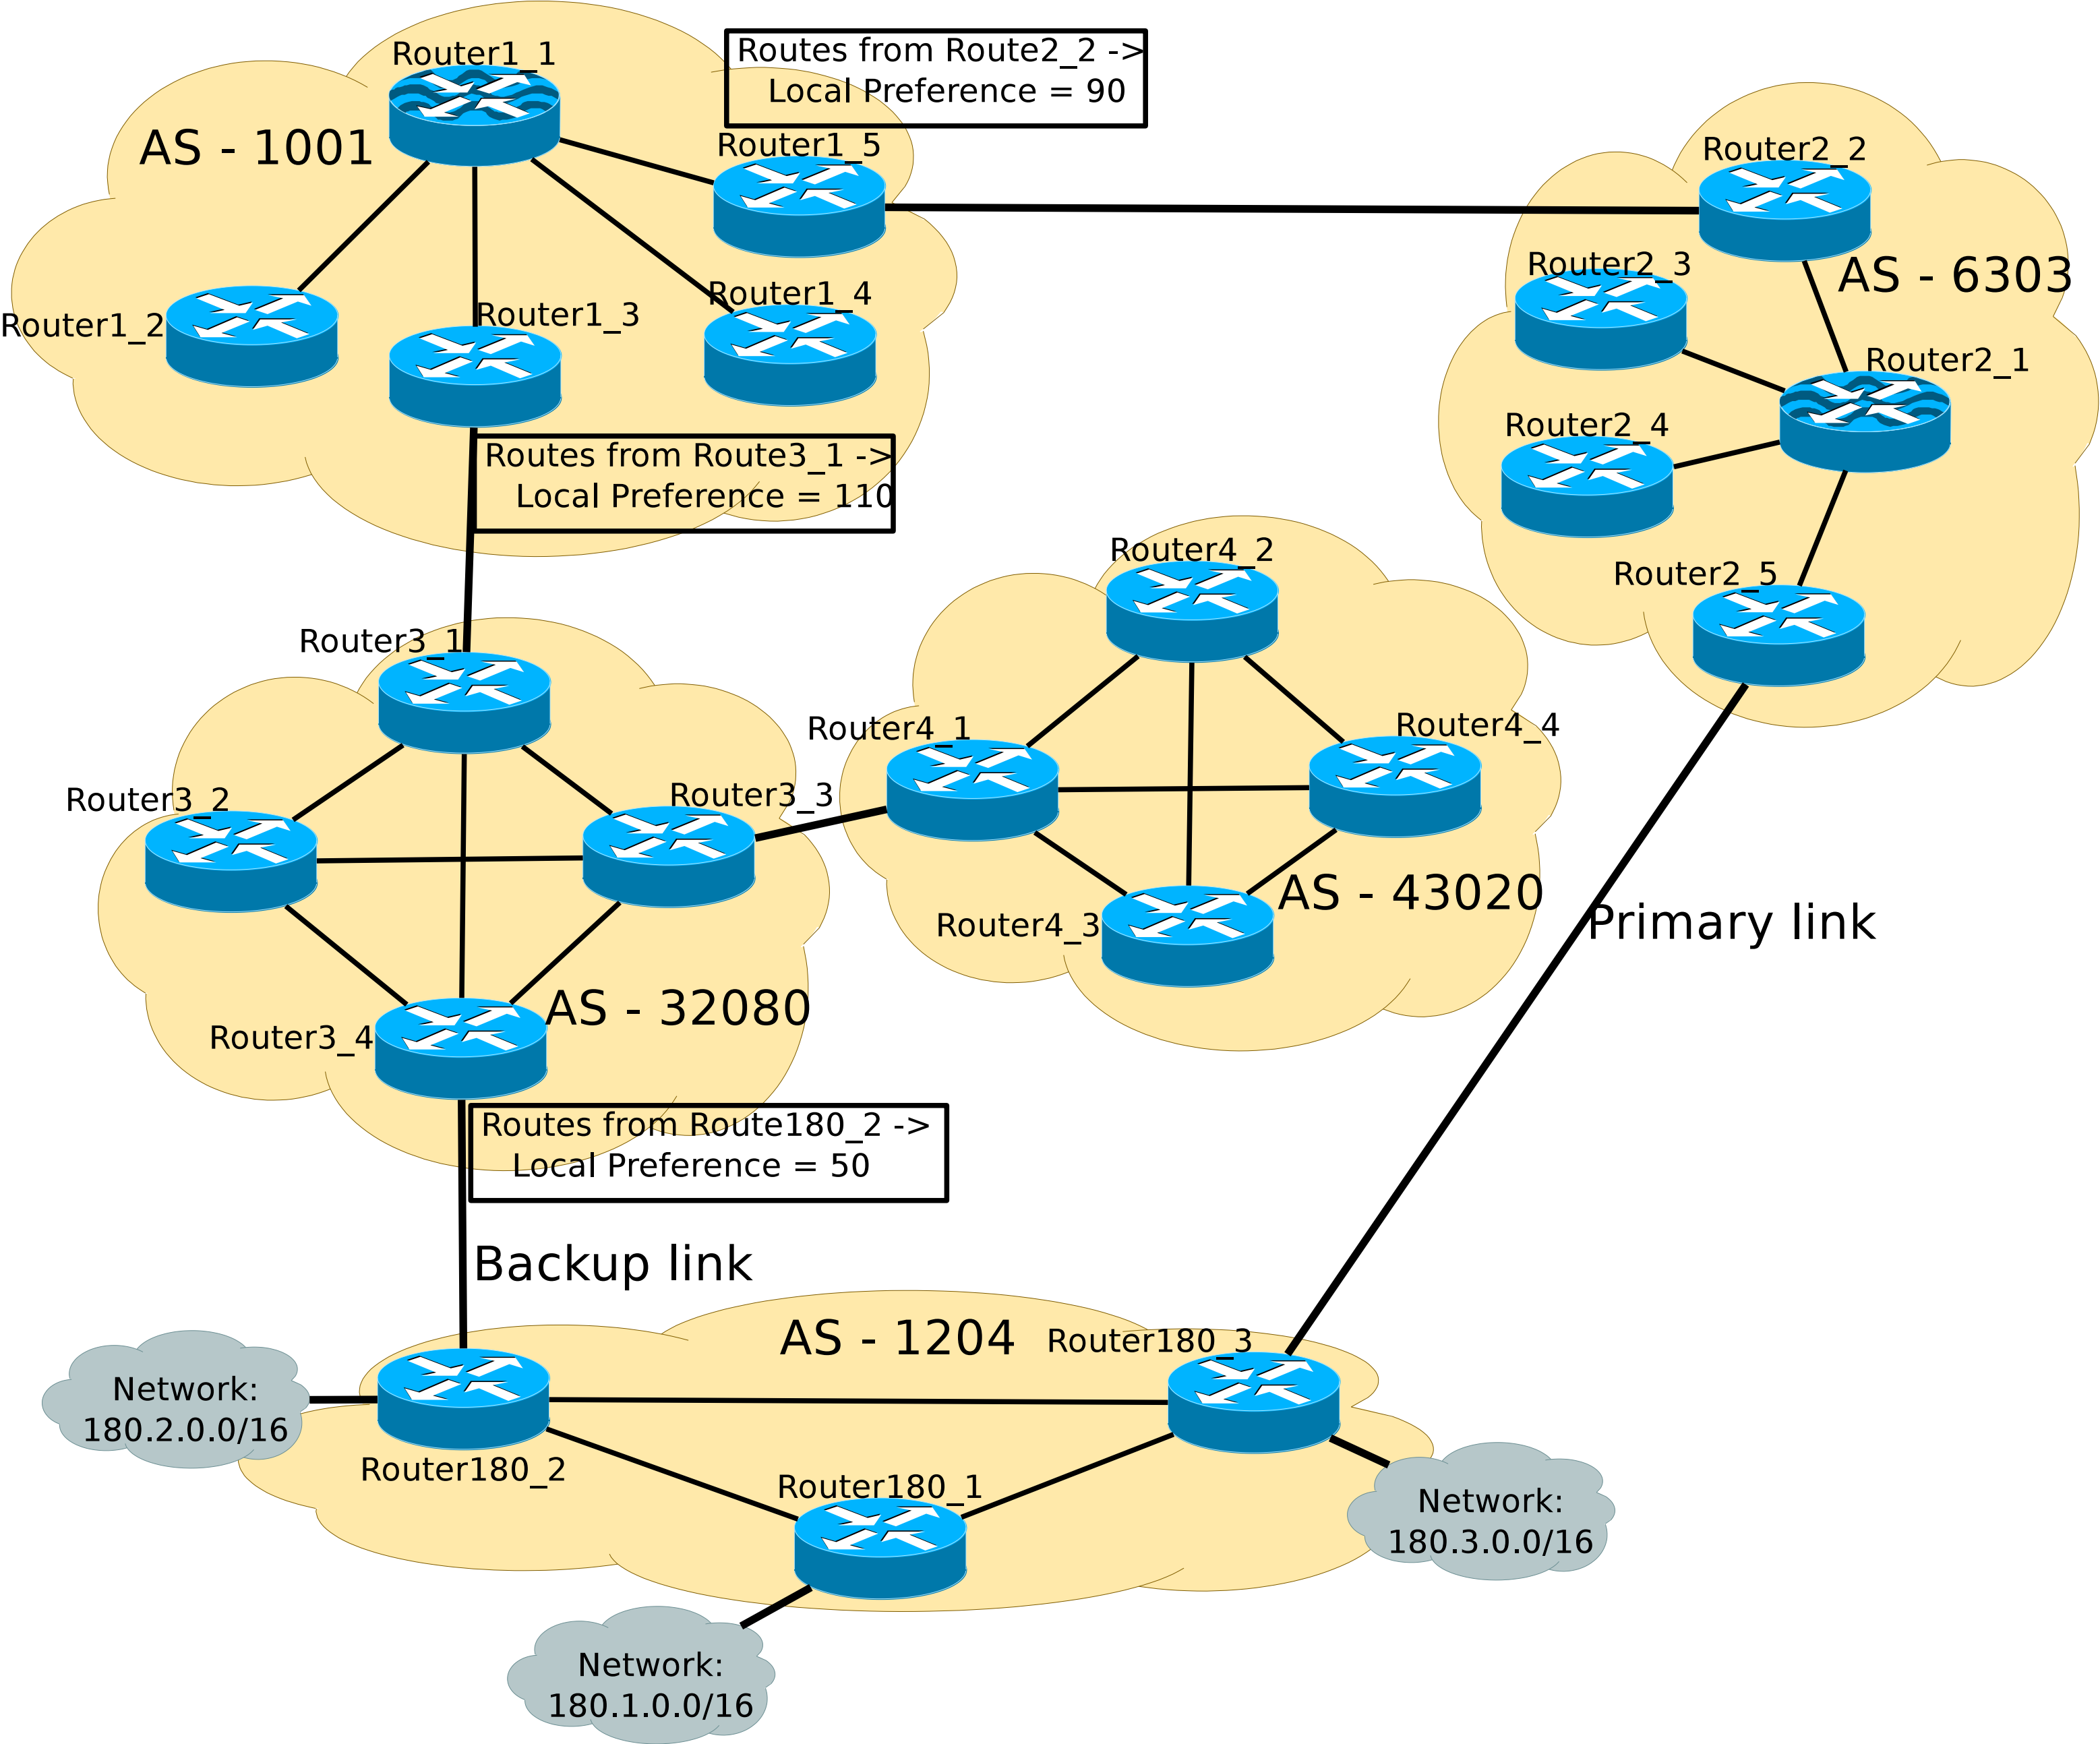 Router1_1
Routes from Route2_2 ->
Local Preference = 90
AS - 1001
Router1_5
Router2_2
Router2_3
AS - 6303
Router1_2
Router1_3
Router1_4
Router2_1
Router2_4
Routes from Route3_1 ->
Local Preference = 110
Router4_2
Router2_5
Router3_1
Router4_1
Router4_4
Router3_2
Router3_3
AS - 43020
Router4_3
Primary link
AS - 32080
Router3_4
Routes from Route180_2 ->
Local Preference = 50
Backup link
AS - 1204
Router180_3
Network:
180.2.0.0/16
Router180_2
Router180_1
Network:
180.3.0.0/16
Network:
180.1.0.0/16